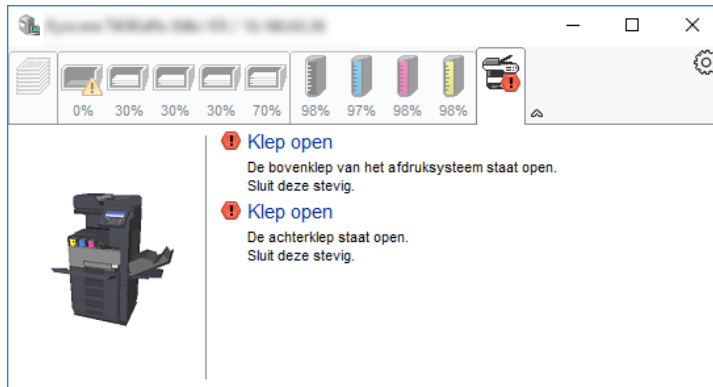 0% 30% 30% 30% 70% 98% 97% 98% 98%
Klep open
De bovenklep van het afdruksysteem staat open.
Sluit deze stevig.
Klep open
De achterklep staat open.
Sluit deze stevig.